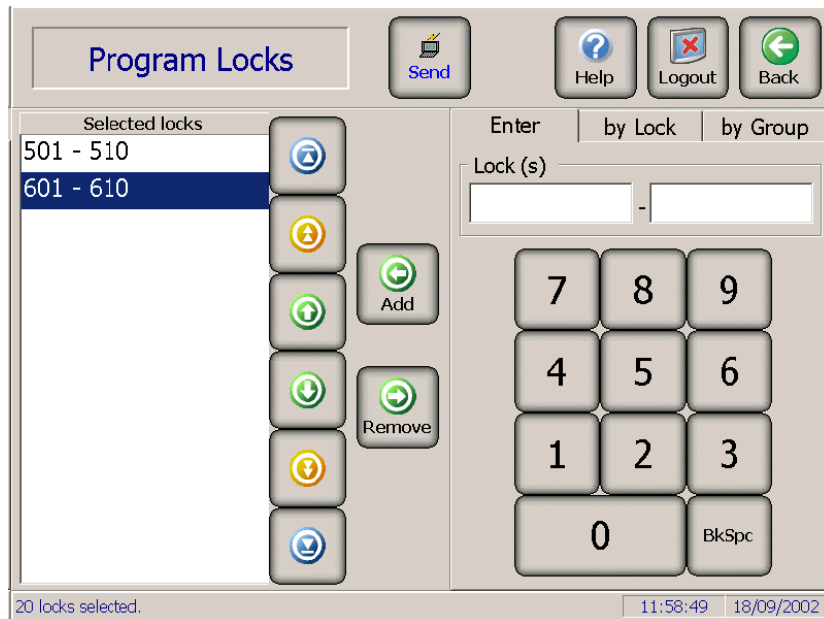 Program Locks
Send
Help
Logout
Back
Selected locks
501 - 510
601 - 610
Add
Remove
Enter
by Lock
by Group
Lock (s)
-
7 8 9
4 5 6
1 2 3
0 BkSpc
20 locks selected.
11:58:49
18/09/2002